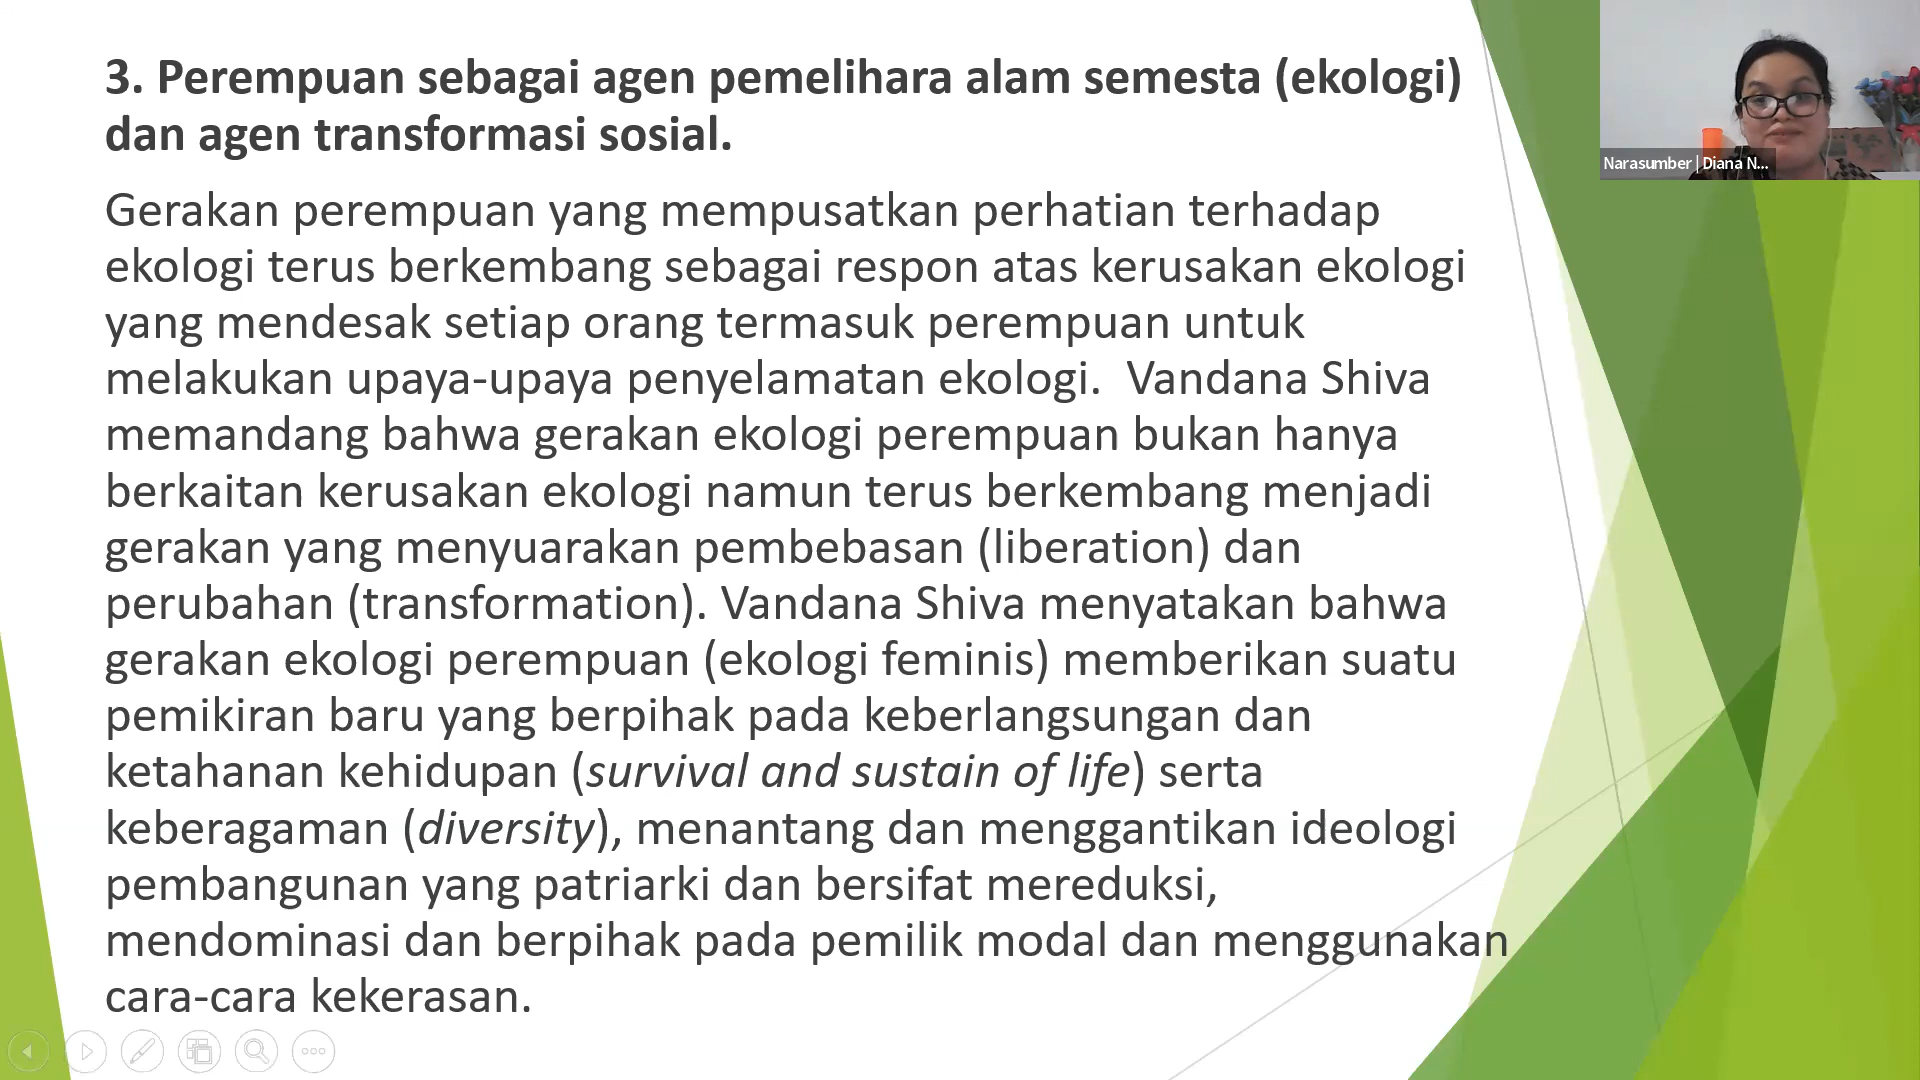 3. Perempuan sebagai agen pemelihara alam semesta (ekologi)
dan agen transformasi sosial.
Gerakan perempuan yang mempusatkan perhatian terhadap
ekologi terus berkembang sebagai respon atas kerusakan ekologi
yang mendesak setiap orang termasuk perempuan untuk
melakukan upaya-upaya penyelamatan ekologi.  Vandana Shiva
memandang bahwa gerakan ekologi perempuan bukan hanya
berkaitan kerusakan ekologi namun terus berkembang menjadi
gerakan yang menyuarakan pembebasan (liberation) dan
perubahan (transformation). Vandana Shiva menyatakan bahwa
gerakan ekologi perempuan (ekologi feminis) memberikan suatu
pemikiran baru yang berpihak pada keberlangsungan dan
ketahanan kehidupan (survival and sustain of life) serta
keberagaman (diversity), menantang dan menggantikan ideologi
pembangunan yang patriarki dan bersifat mereduksi,
mendominasi dan berpihak pada pemilik modal dan menggunakan
cara-cara kekerasan.
Narasumber | Diana N...